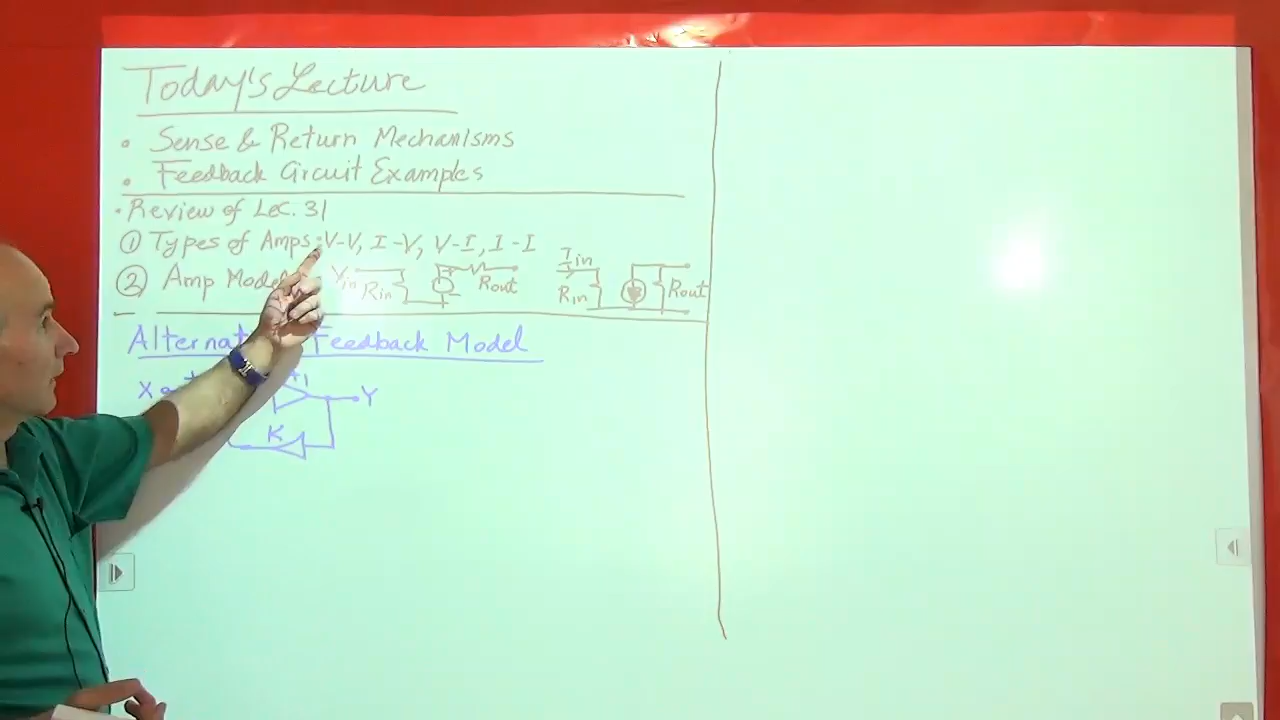 Today's Lecture
• Sense & Return Mechanisms
• Feedback Circuit Examples
• Review of Lec. 31
① Types of Amps: V-V, I-V, V-I, I-I
② Amp Model Vin Rin + - Rout Iin Rin Rout
Feedback Model
X + A1 Y
K